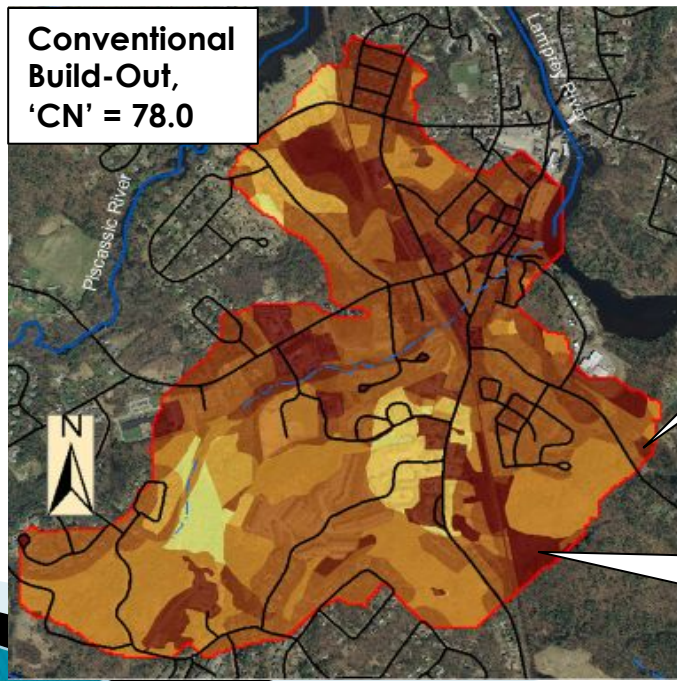 Conventional
Build-Out,
‘CN’ = 78.0
Lamprey River
Piscassic River
N